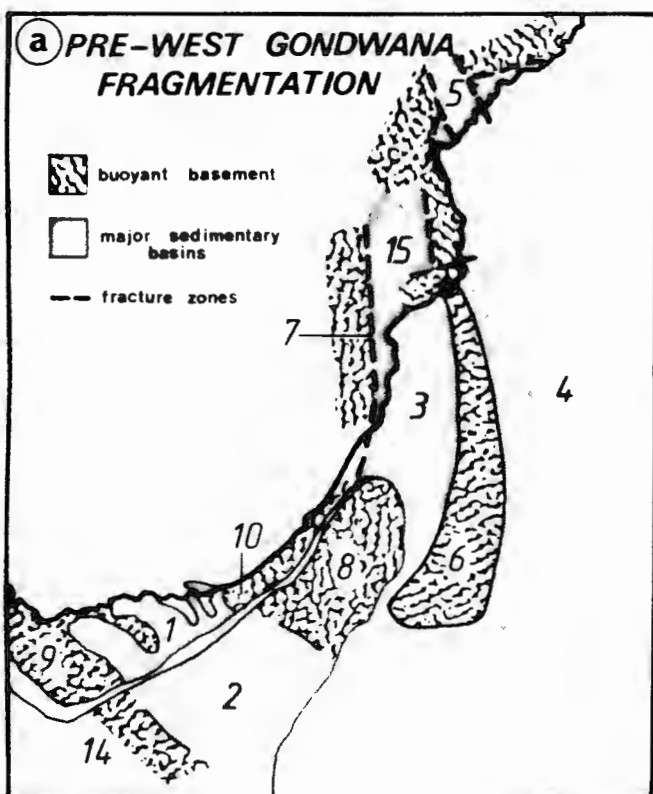 a PRE-WEST GONDWANA
FRAGMENTATION
buoyant basement
major sedimentary
basins
fracture zones
5
15
7
3
4
10
8
6
1
9
2
14